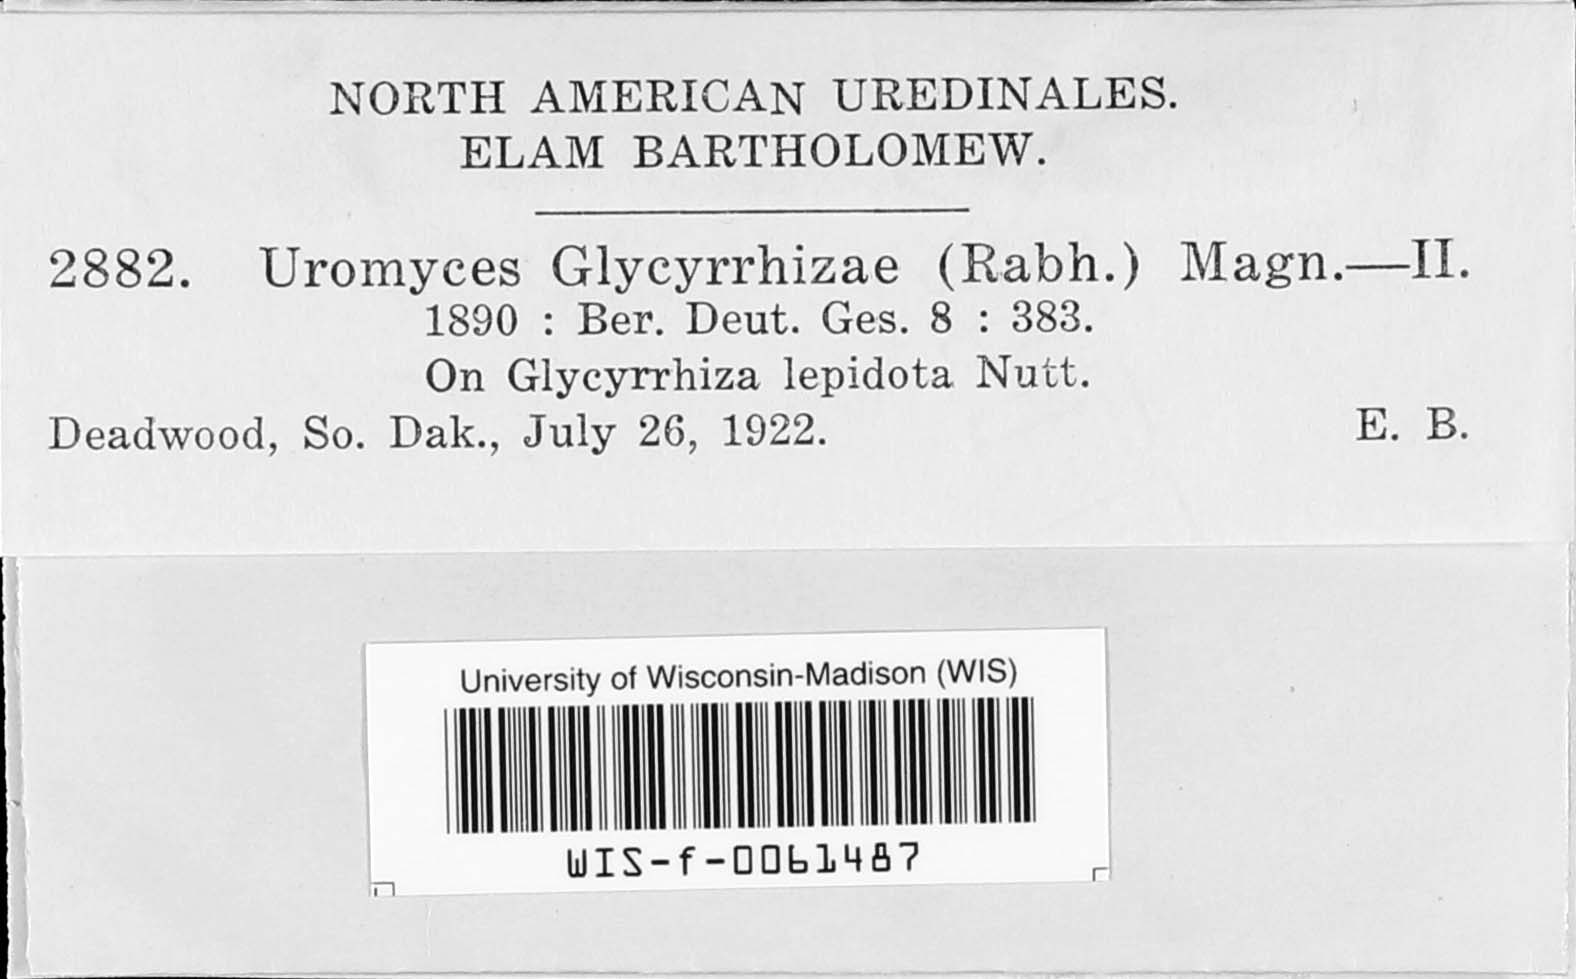 NORTH AMERICAN UREDINALES.
ELAM BARTHOLOMEW.
2882. Uromyces Glycyrrhizae (Rabh.) Magn.—II.
1890 : Ber. Deut. Ges. 8 : 383.
On Glycyrrhiza lepidota Nutt.
Deadwood, So. Dak., July 26, 1922. E. B.
University of Wisconsin-Madison (WIS)
WIS-f-0061487